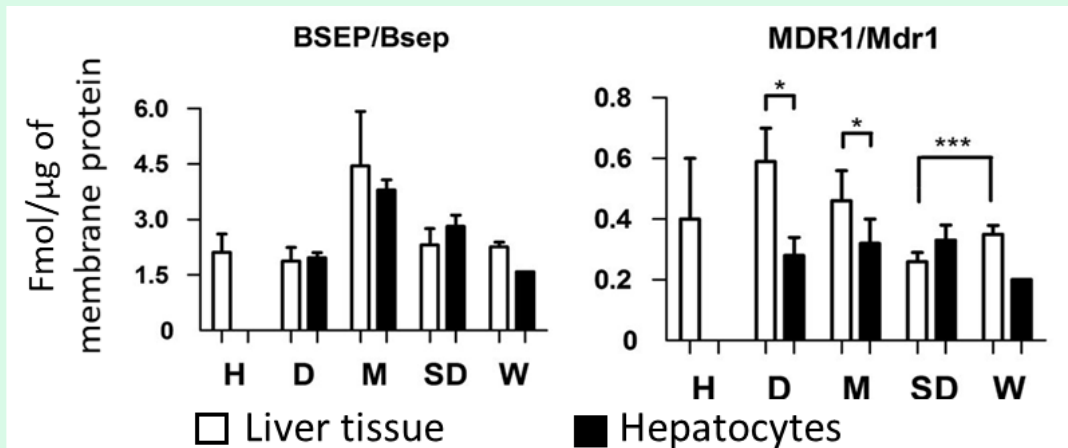 BSEP/Bsep
MDR1/Mdr1
Fmol/µg of
membrane protein
6.0
4.5
3.0
1.5
0
H D M SD W
0.8
0.6
0.4
0.2
0
*
*
***
H D M SD W
Liver tissue
Hepatocytes